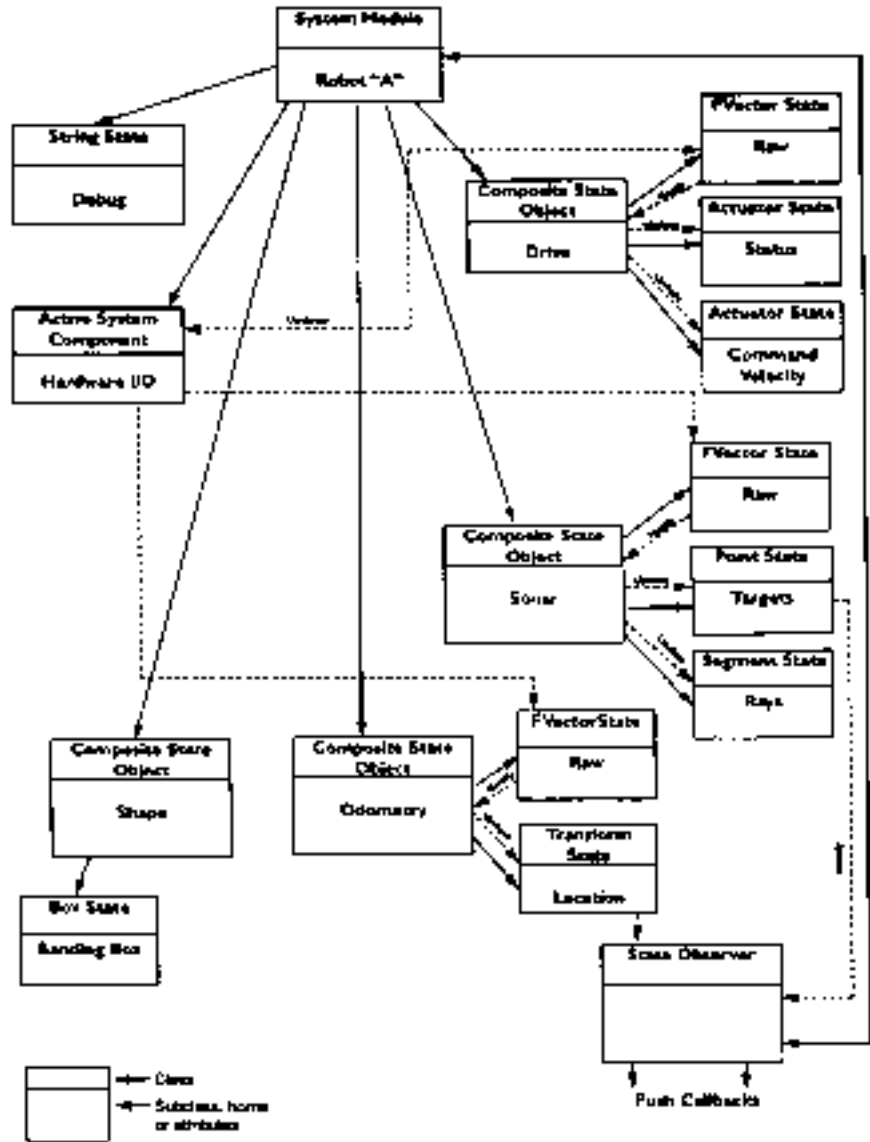 System Module
Robot "A"
String State
Debug
FVector State
Raw
Composite State
Object
Drive
Actuator State
Status
Active System
Component
Hardware I/O
Actuator State
Command
Velocity
FVector State
Raw
Composite State
Object
Sonar
Point State
Targets
Segment State
Rays
Composite State
Object
Shape
Composite State
Object
Odometry
FVectorState
Raw
Transform
State
Location
Box State
State Observer
Class
Subclass, home
or attributes
Push Callbacks